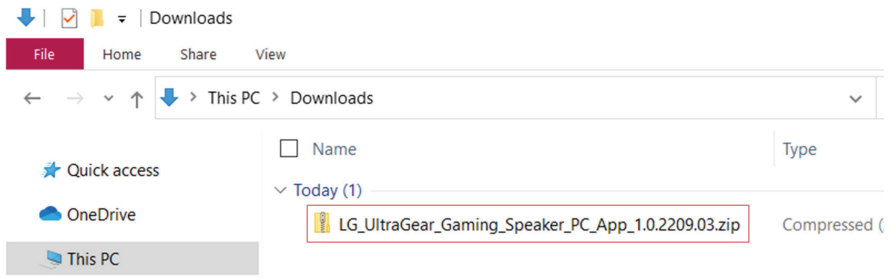 Downloads
File Home Share View
This PC > Downloads
Name Type
Quick access
Today (1)
OneDrive
LG_UltraGear_Gaming_Speaker_PC_App_1.0.2209.03.zip Compressed (
This PC